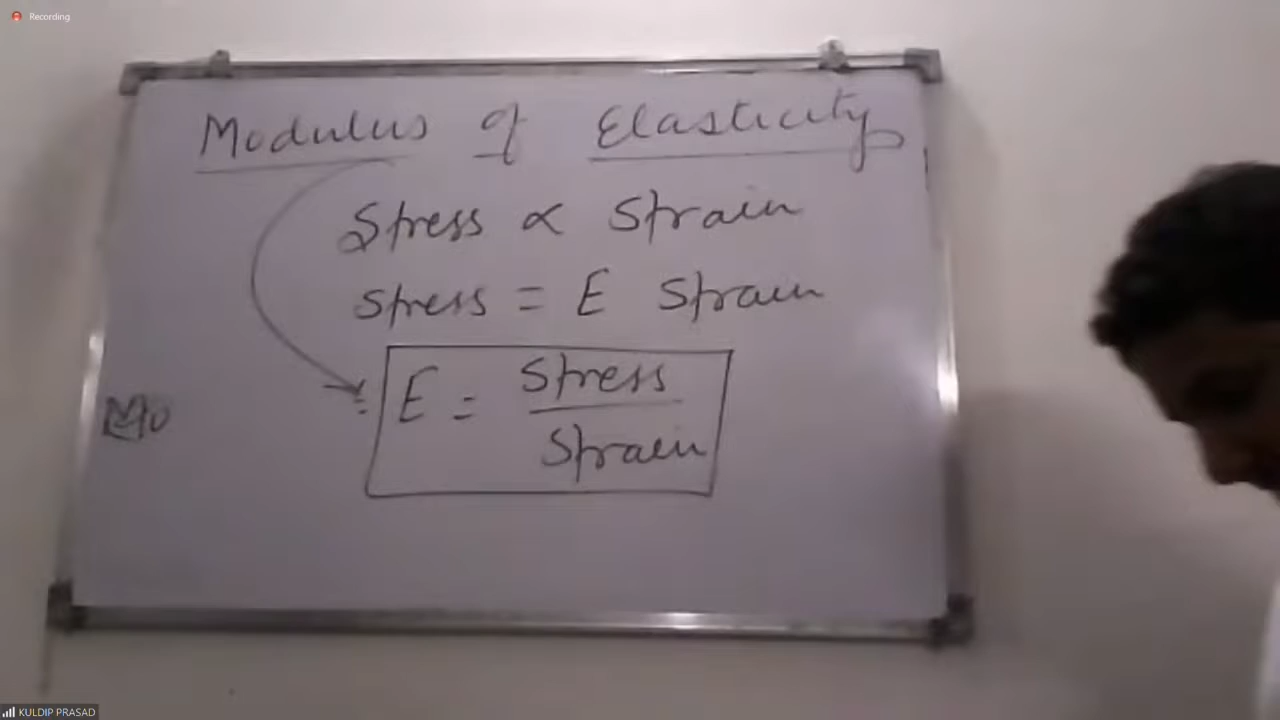 Recording
Modulus of Elasticity
Stress ∝ Strain
Stress = E Strain
E = Stress
Strain
KULDIP PRASAD